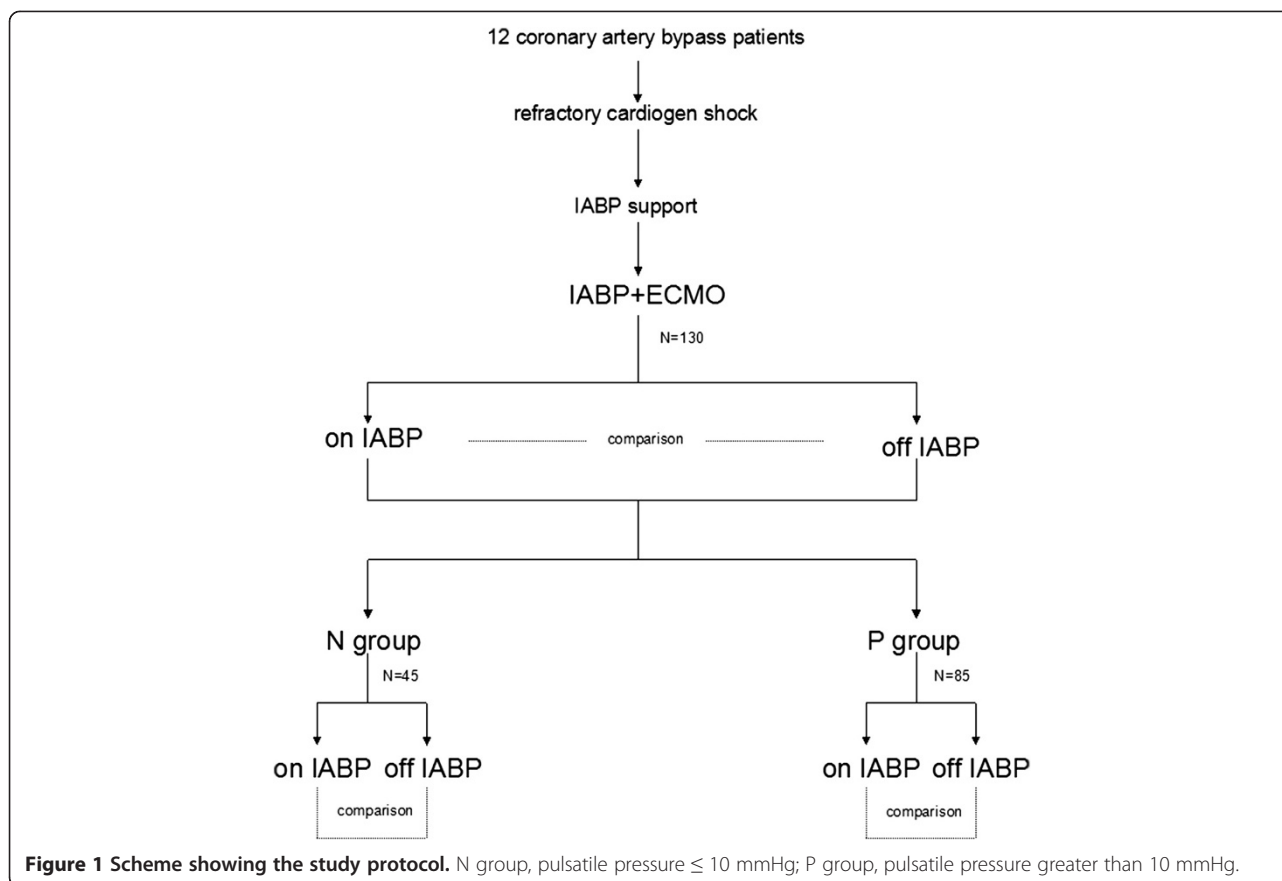 12 coronary artery bypass patients
refractory cardiogen shock
IABP support
IABP+ECMO
N=130
on IABP
comparison
off IABP
N group
P group
N=45
N=85
on IABP off IABP
on IABP off IABP
comparison
comparison
Figure 1 Scheme showing the study protocol. N group, pulsatile pressure ≤ 10 mmHg; P group, pulsatile pressure greater than 10 mmHg.